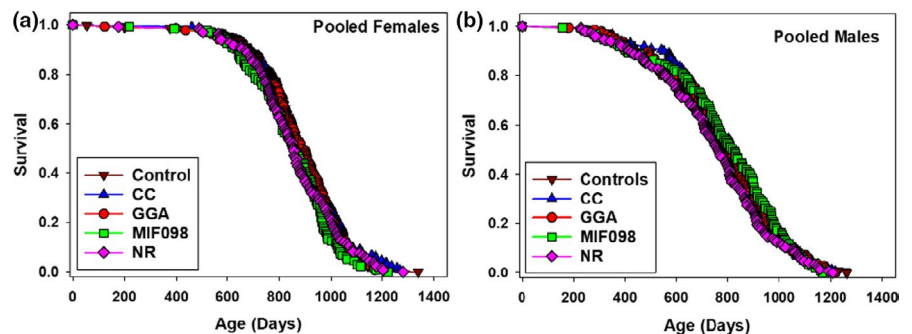 (a)
Pooled Females
Survival
1.0
0.8
0.6
0.4
0.2
0.0
Control
CC
GGA
MIF098
NR
0 200 400 600 800 1000 1200 1400
Age (Days)
(b)
Pooled Males
Survival
1.0
0.8
0.6
0.4
0.2
0.0
Controls
CC
GGA
MIF098
NR
0 200 400 600 800 1000 1200 1400
Age (Days)